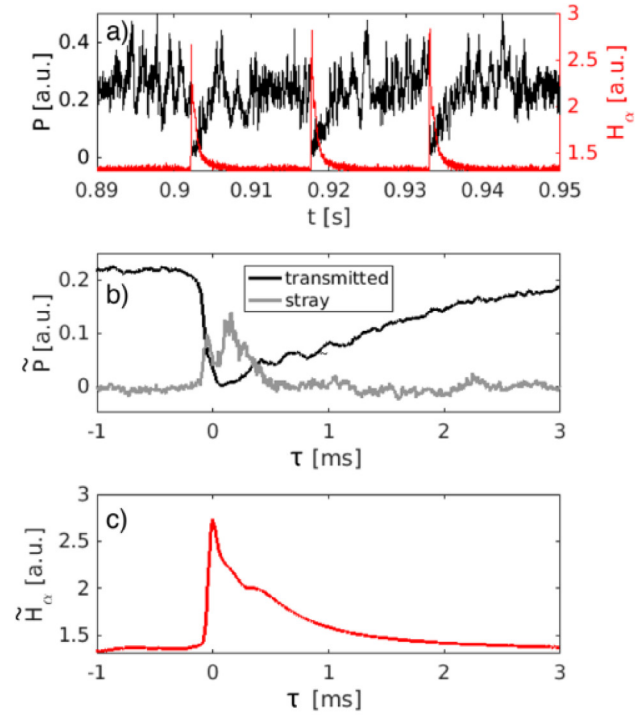 a)
P [a.u.]
0.4
0.2
0
3
2.5
2
1.5
Hα [a.u.]
0.89 0.9 0.91 0.92 0.93 0.94 0.95
t [s]
b)
transmitted
stray
P̃ [a.u.]
0.2
0.1
0
-1 0 1 2 3
τ [ms]
c)
H̃α [a.u.]
3
2.5
2
1.5
-1 0 1 2 3
τ [ms]